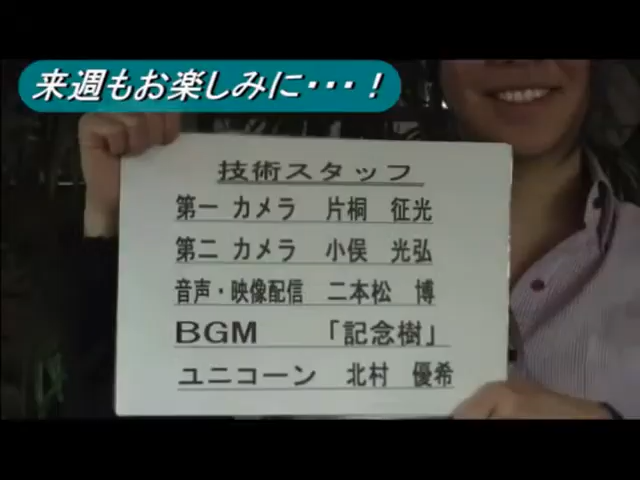 来週もお楽しみに・・・！
技術スタッフ
第一 カメラ 片桐 征光
第二 カメラ 小俣 光弘
音声・映像配信 二本松 博
BGM 「記念樹」
ユニコーン 北村 優希